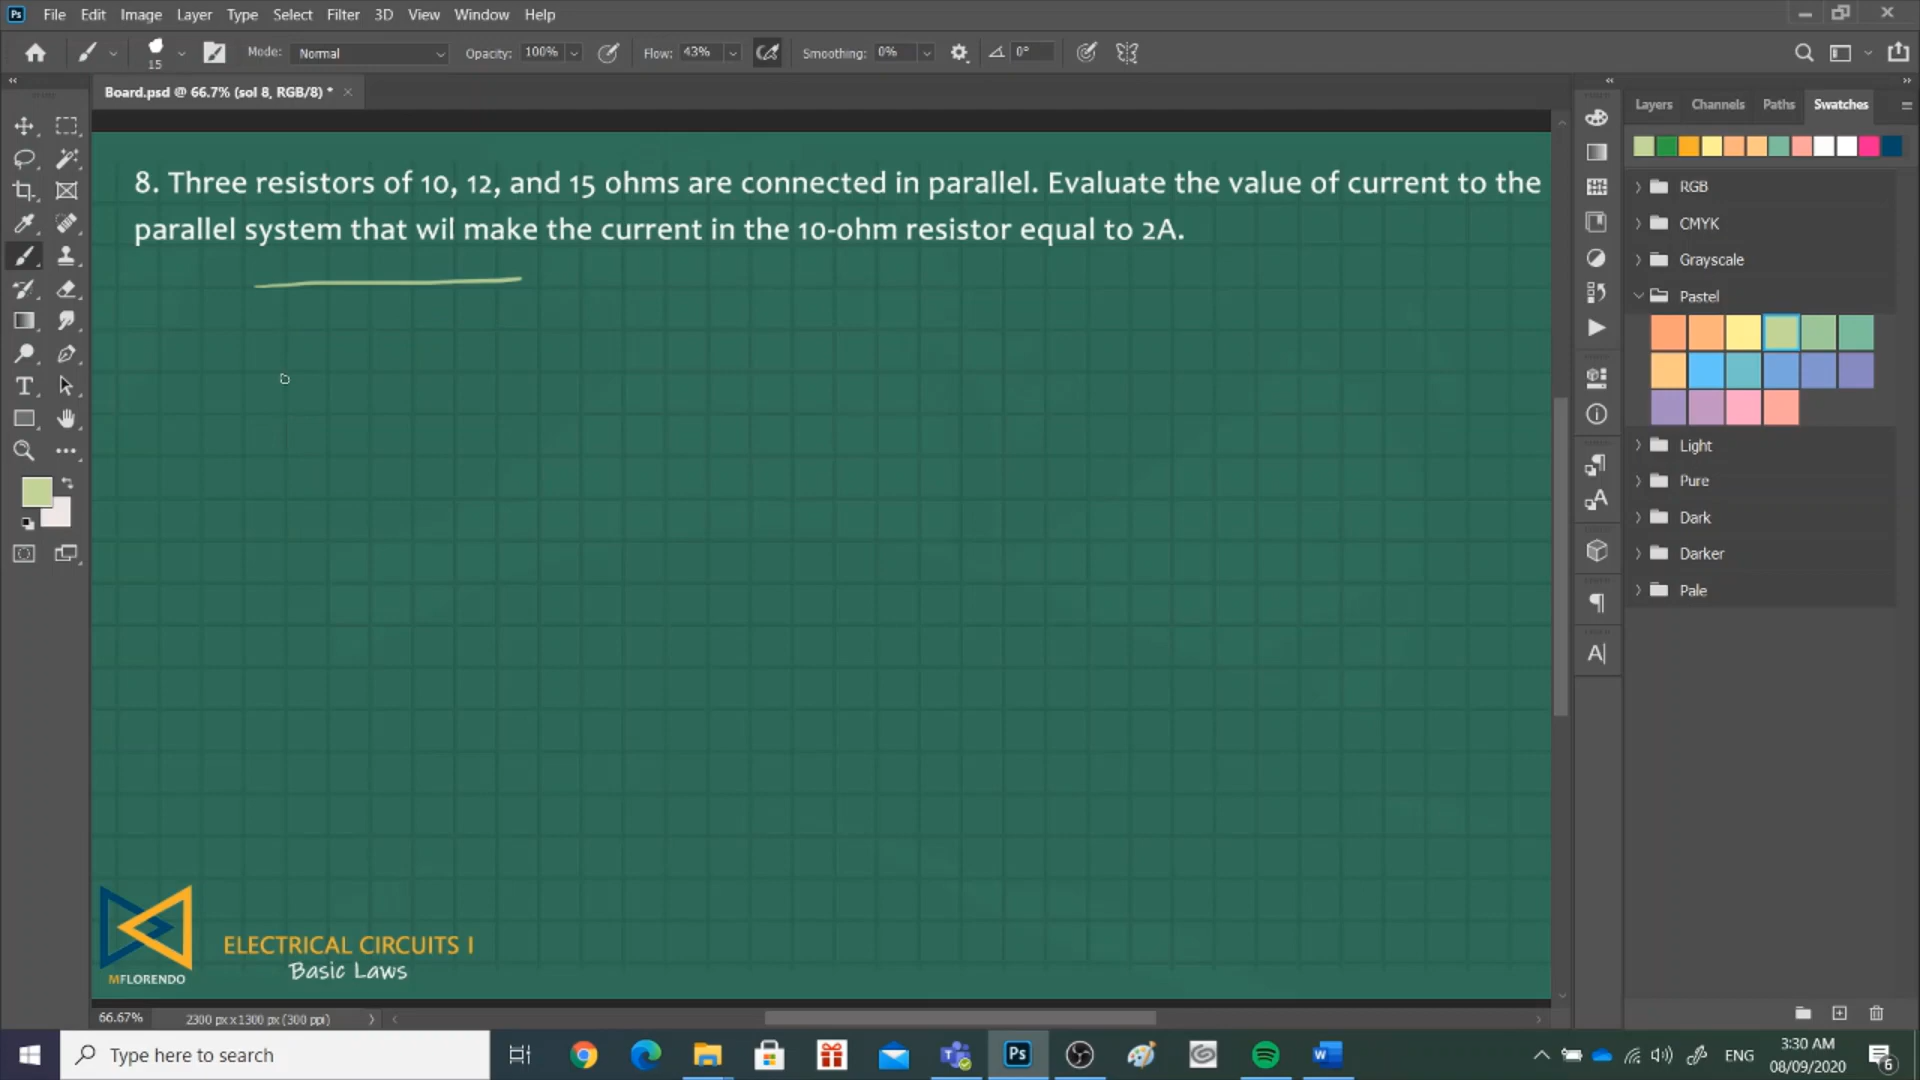 File Edit Image Layer Type Select Filter 3D View Window Help
15 Mode: Normal Opacity: 100% Flow: 43% Smoothing: 0% 0°
Board.psd @ 66.7% (sol 8, RGB/8) *
Layers Channels Paths Swatches
8. Three resistors of 10, 12, and 15 ohms are connected in parallel. Evaluate the value of current to the
parallel system that wil make the current in the 10-ohm resistor equal to 2A.
RGB
CMYK
Grayscale
Pastel
Light
Pure
Dark
Darker
Pale
ELECTRICAL CIRCUITS I
Basic Laws
MFLORENDO
66.67% 2300 px x 1300 px (300 ppi)
Type here to search
ENG
3:30 AM
08/09/2020
6